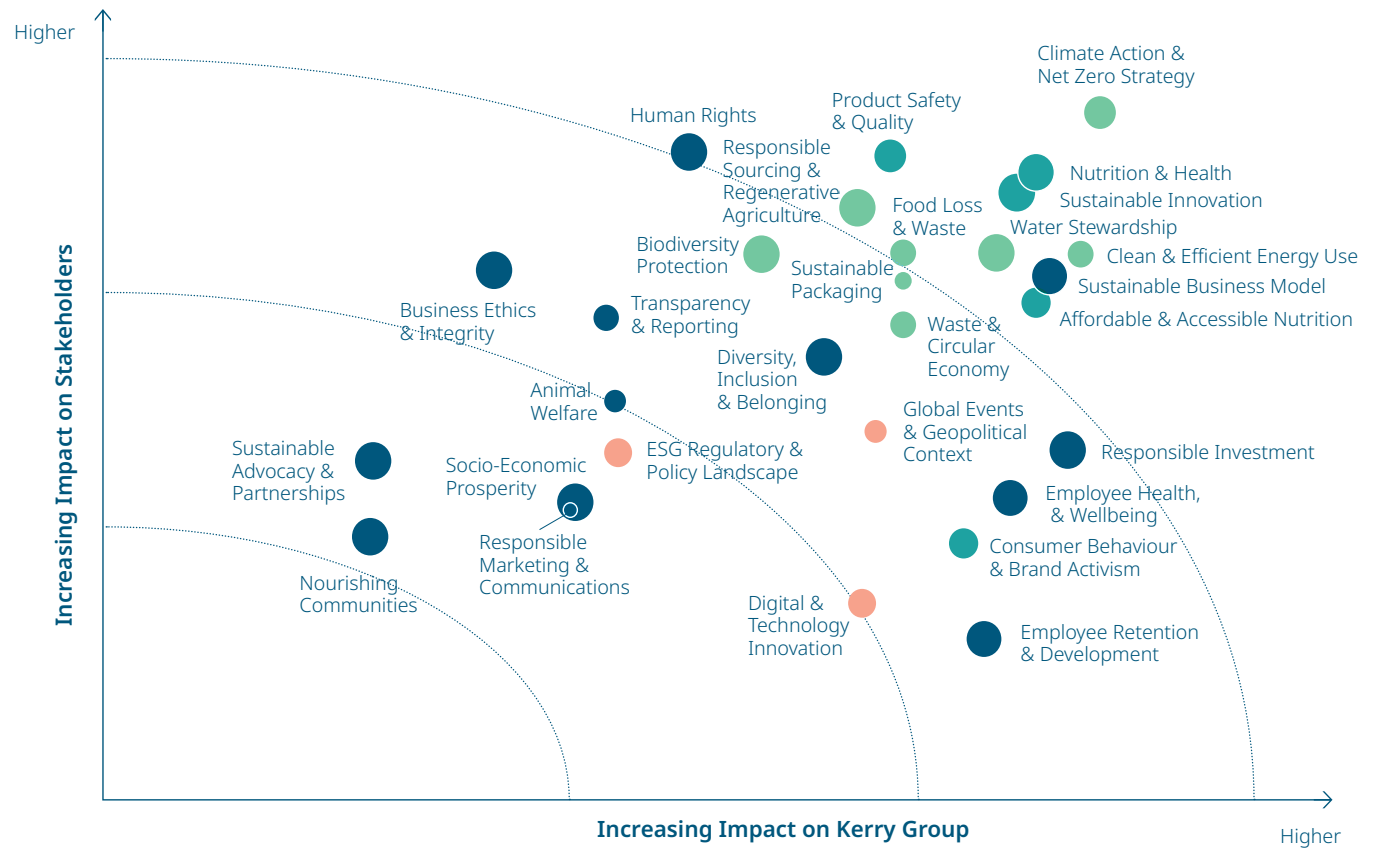 Higher
Climate Action &
Net Zero Strategy
Product Safety
& Quality
Human Rights
Responsible
Sourcing &
Regenerative
Agriculture
Nutrition & Health
Sustainable Innovation
Food Loss
& Waste
Water Stewardship
Biodiversity
Protection
Clean & Efficient Energy Use
Sustainable
Packaging
Sustainable Business Model
Business Ethics
& Integrity
Transparency
& Reporting
Affordable & Accessible Nutrition
Waste &
Circular
Economy
Diversity,
Inclusion
& Belonging
Animal
Welfare
Global Events
& Geopolitical
Context
Sustainable
Advocacy &
Partnerships
Socio-Economic
Prosperity
ESG Regulatory &
Policy Landscape
Responsible Investment
Employee Health,
& Wellbeing
Responsible
Marketing &
Communications
Consumer Behaviour
& Brand Activism
Nourishing
Communities
Digital &
Technology
Innovation
Employee Retention
& Development
Increasing Impact on Stakeholders
Increasing Impact on Kerry Group
Higher